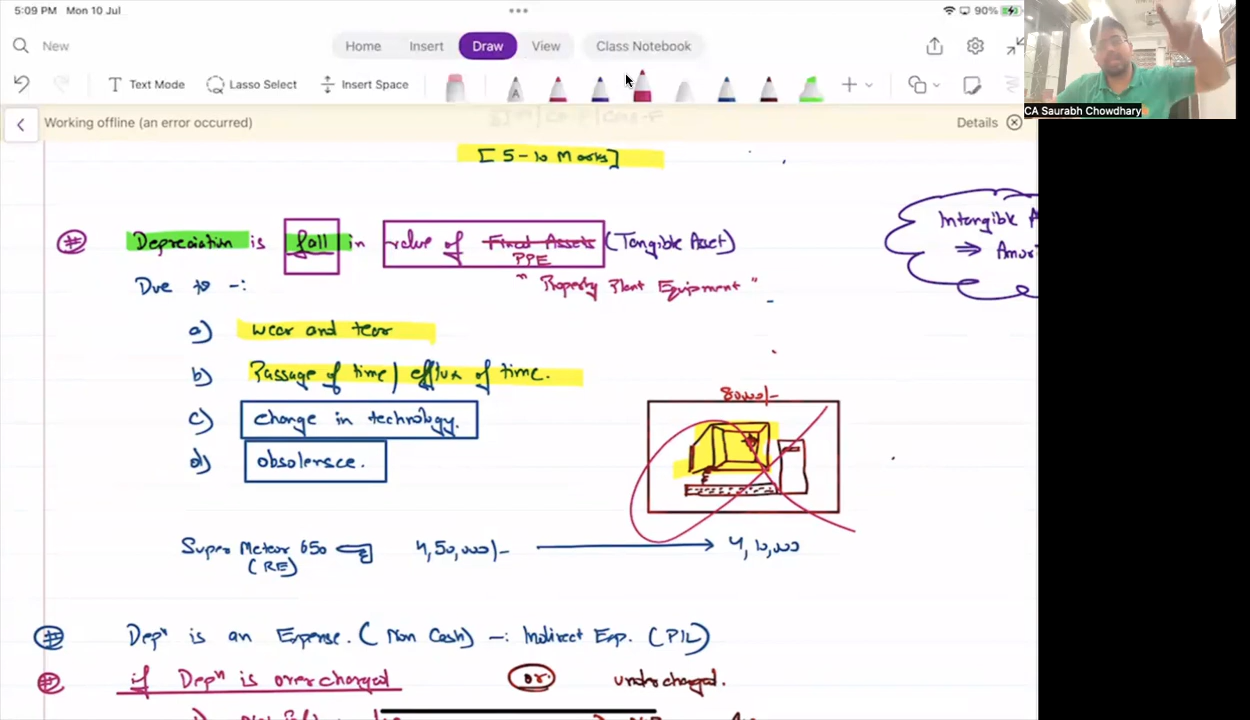 5:09 PM Mon 10 Jul
90%
New
Home Insert Draw View Class Notebook
Text Mode Lasso Select Insert Space
CA Saurabh Chowdhary
Working offline (an error occurred) Details
[5-10 Marks]
Depreciation is fall in value of Fixed Assets (Tangible Asset)
PPE
"Property Plant Equipment"
Intangible A
⇒ Amor
Due to -:
a) wear and tear
b) Passage of time/ efflux of time.
c) change in technology.
d) obsolersce.
80000/-
Super Meteor 650 4,50,000/- → 4,10,000
(RE)
# Depⁿ is an Expense. (Non Cash) -: Indirect Exp. (P/L)
# if Depⁿ is overcharged or undercharged.